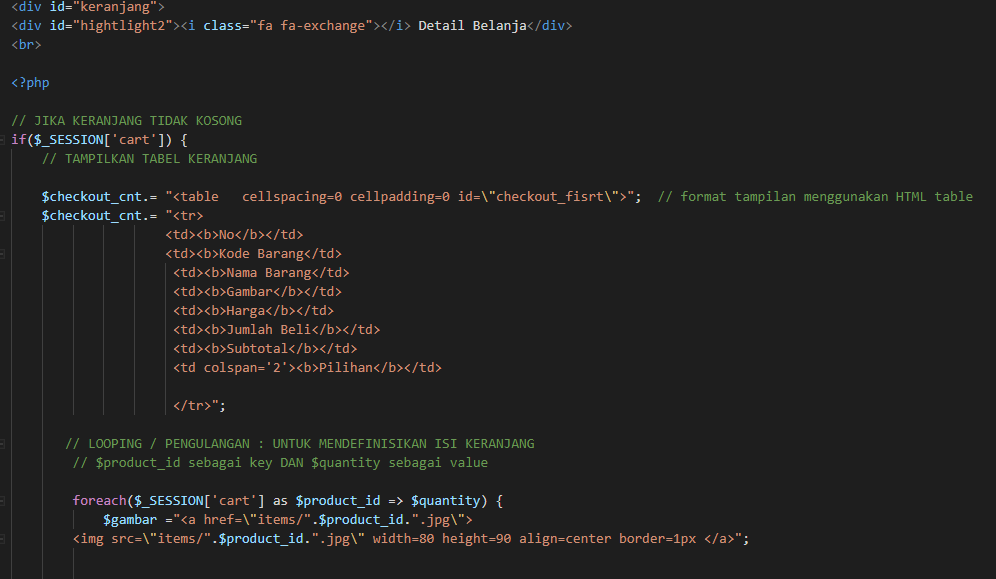 <div id="keranjang">
<div id="hightlight2"><i class="fa fa-exchange"></i> Detail Belanja</div>
<br>
<?php
// JIKA KERANJANG TIDAK KOSONG
if($_SESSION['cart']) {
// TAMPILKAN TABEL KERANJANG
$checkout_cnt.= "<table   cellspacing=0 cellpadding=0 id=\"checkout_fisrt\">";  // format tampilan menggunakan HTML table
$checkout_cnt.= "<tr>
<td><b>No</b></td>
<td><b>Kode Barang</td>
<td><b>Nama Barang</td>
<td><b>Gambar</b></td>
<td><b>Harga</b></td>
<td><b>Jumlah Beli</b></td>
<td><b>Subtotal</b></td>
<td colspan='2'><b>Pilihan</b></td>
</tr>";
// LOOPING / PENGULANGAN : UNTUK MENDEFINISIKAN ISI KERANJANG
// $product_id sebagai key DAN $quantity sebagai value
foreach($_SESSION['cart'] as $product_id => $quantity) {
$gambar ="<a href=\"items/".$product_id.".jpg\">
<img src=\"items/".$product_id.".jpg\" width=80 height=90 align=center border=1px </a>";